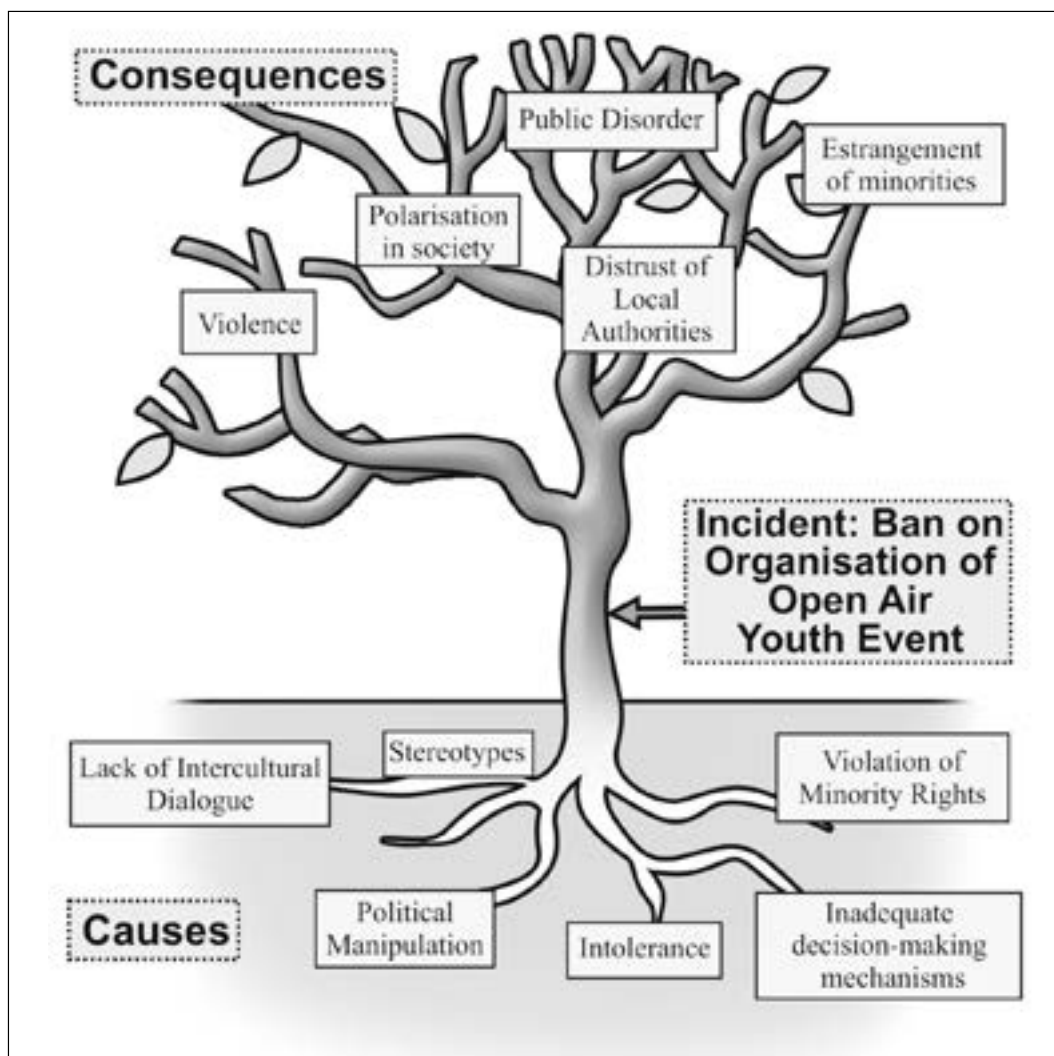 Consequences
Public Disorder
Estrangement
of minorities
Polarisation
in society
Distrust of
Local
Authorities
Violence
Incident: Ban on
Organisation of
Open Air
Youth Event
Stereotypes
Lack of Intercultural
Dialogue
Violation of
Minority Rights
Causes
Political
Manipulation
Intolerance
Inadequate
decision-making
mechanisms